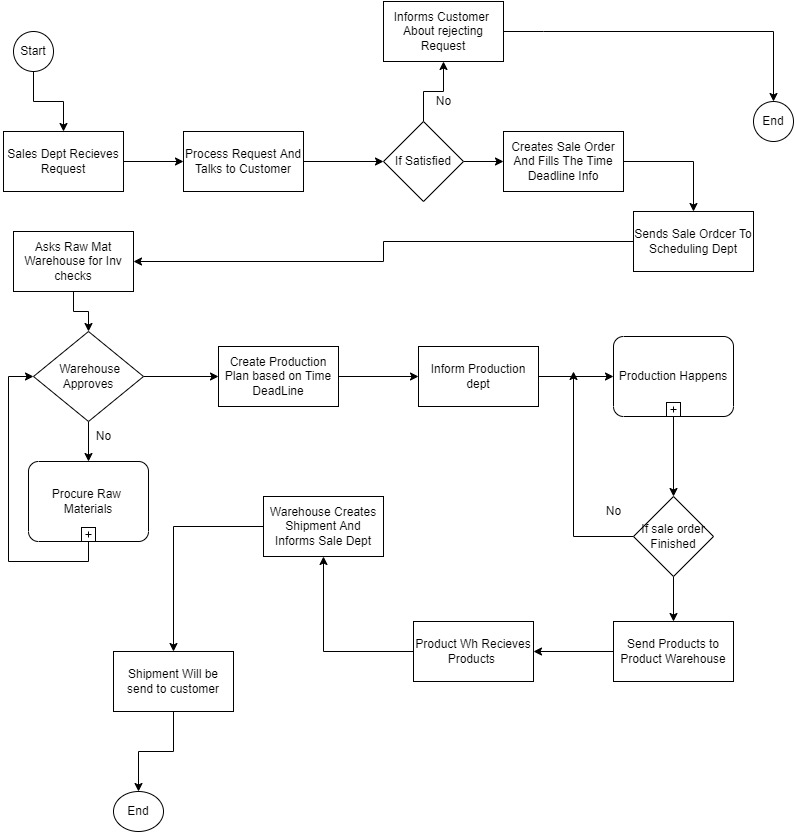 Informs Customer
About rejecting
Request
Start
No
End
Sales Dept Recieves
Request
Process Request And
Talks to Customer
If Satisfied
Creates Sale Order
And Fills The Time
Deadline Info
Sends Sale Ordcer To
Scheduling Dept
Asks Raw Mat
Warehouse for Inv
checks
Warehouse
Approves
Create Production
Plan based on Time
DeadLine
Inform Production
dept
Production Happens
+
No
Procure Raw
Materials
+
Warehouse Creates
Shipment And
Informs Sale Dept
No
If sale order
Finished
Product Wh Recieves
Products
Send Products to
Product Warehouse
Shipment Will be
send to customer
End